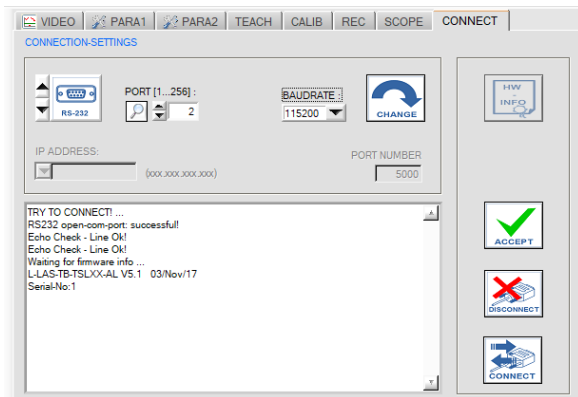 VIDEO PARA1 PARA2 TEACH CALIB REC SCOPE CONNECT
CONNECTION-SETTINGS
RS-232
PORT [1...256] :
2
BAUDRATE :
115200
CHANGE
HW -
INFO
IP ADDRESS:
(xxx.xxx.xxx.xxx)
PORT NUMBER
5000
TRY TO CONNECT! ...
RS232 open-com-port: successful!
Echo Check - Line Ok!
Echo Check - Line Ok!
Waiting for firmware info ...
L-LAS-TB-TSLXX-AL V5.1 03/Nov/17
Serial-No:1
ACCEPT
DISCONNECT
CONNECT